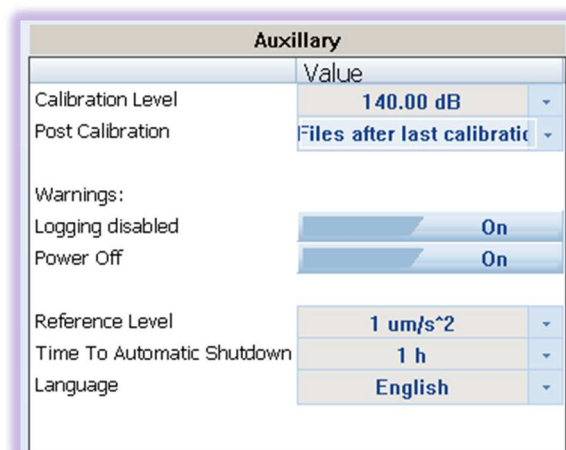 Auxillary
Value
Calibration Level 140.00 dB
Post Calibration Files after last calibratio
Warnings:
Logging disabled On
Power Off On
Reference Level 1 um/s^2
Time To Automatic Shutdown 1 h
Language English